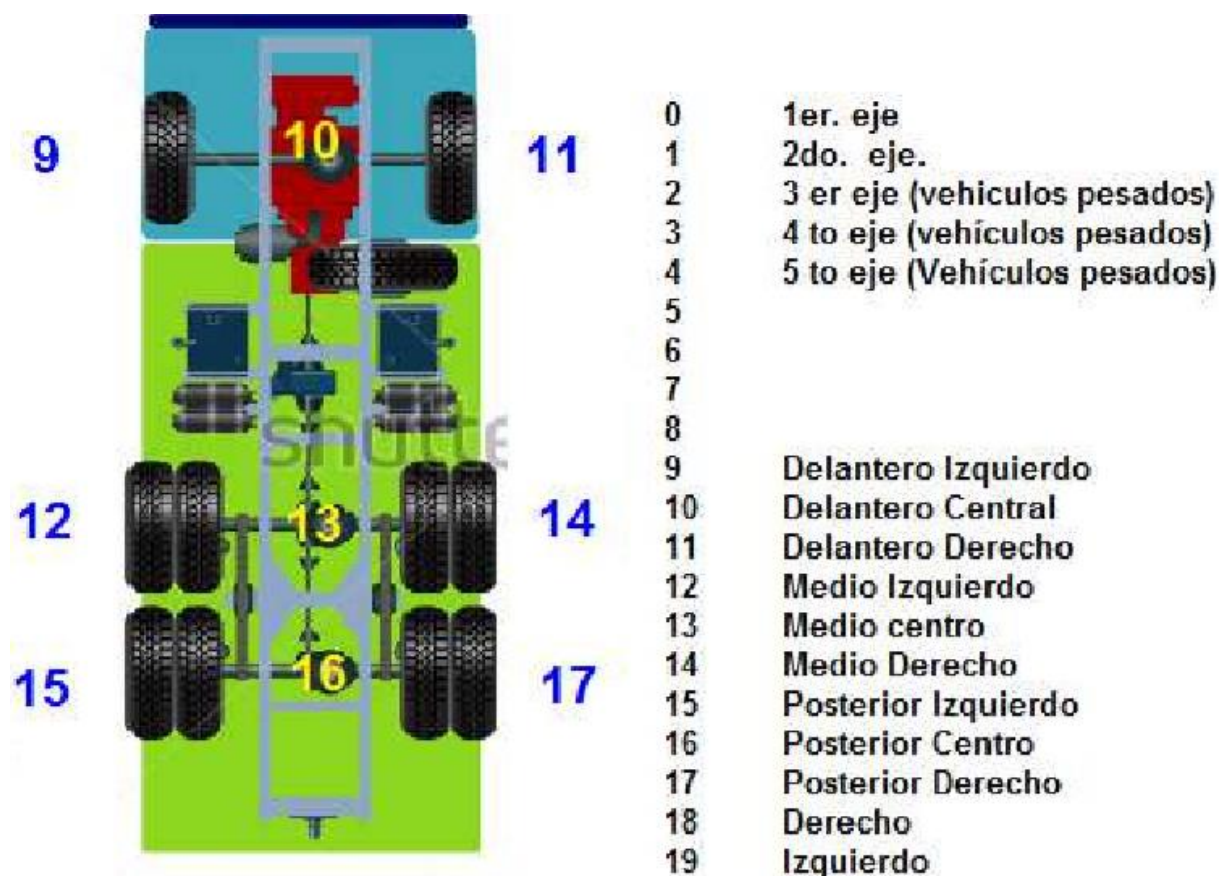 9
10
11
12
13
14
15
16
17
shutte
0 1er. eje
1 2do. eje.
2 3 er eje (vehiculos pesados)
3 4 to eje (vehículos pesados)
4 5 to eje (Vehículos pesados)
5
6
7
8
9 Delantero Izquierdo
10 Delantero Central
11 Delantero Derecho
12 Medio Izquierdo
13 Medio centro
14 Medio Derecho
15 Posterior Izquierdo
16 Posterior Centro
17 Posterior Derecho
18 Derecho
19 Izquierdo